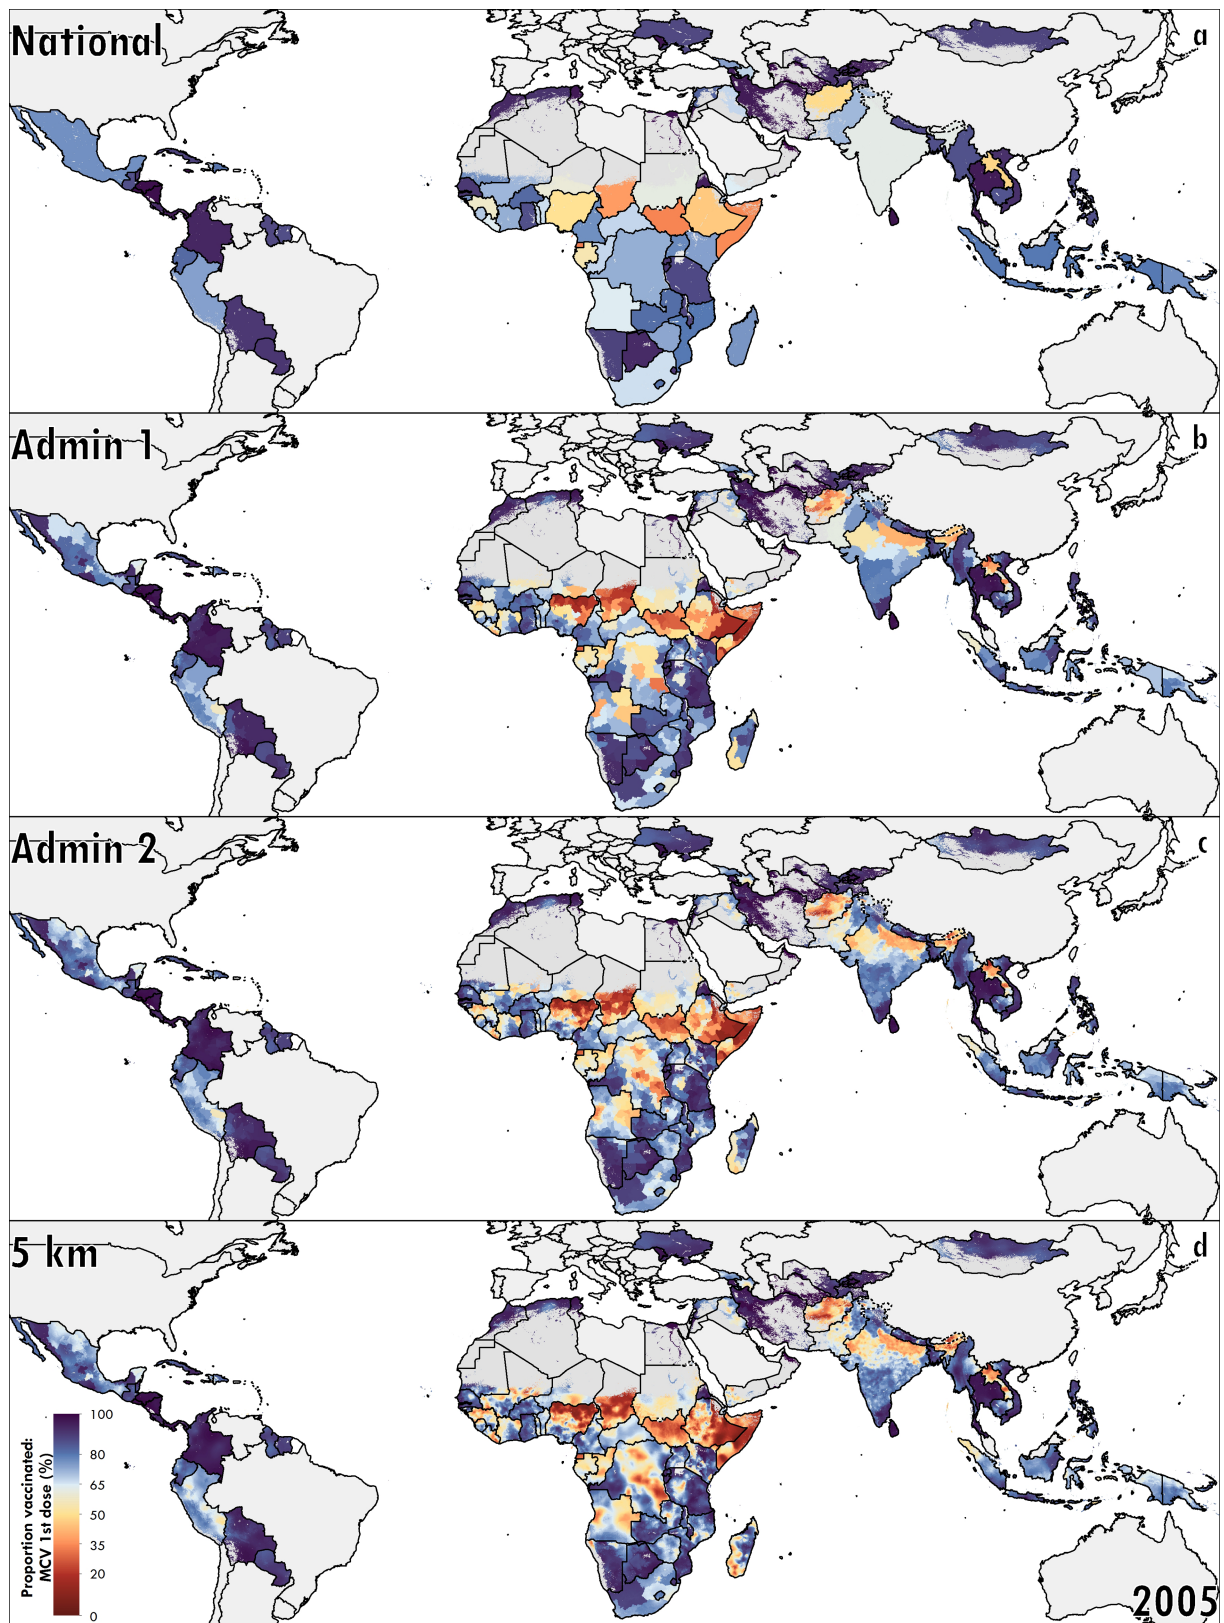 National
a
Admin 1
b
Admin 2
c
5 km
d
Proportion vaccinated:
MCV 1st dose (%)
100
80
65
50
35
20
0
2005